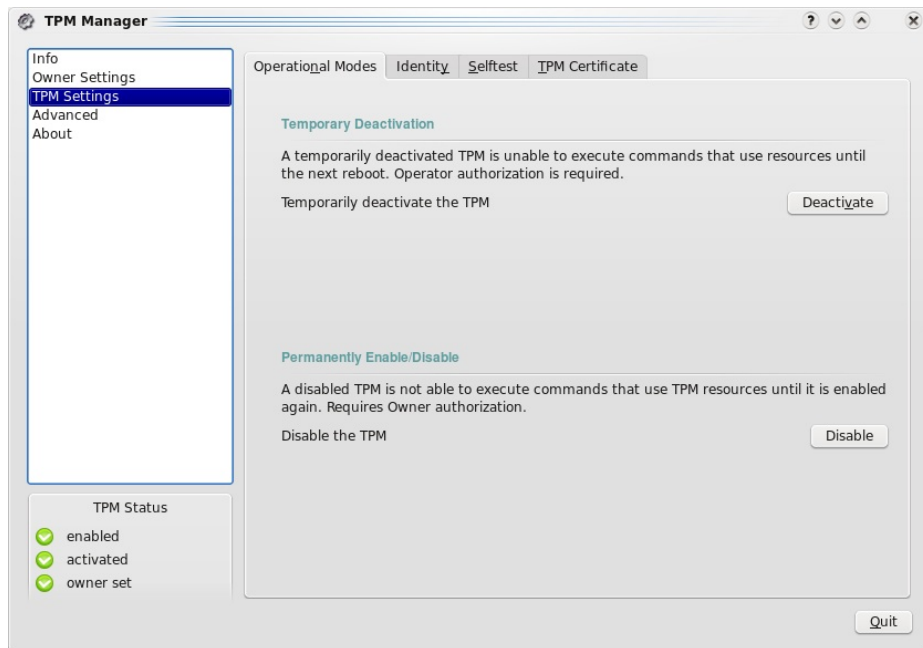 TPM Manager
?
Info
Owner Settings
TPM Settings
Advanced
About
Operational Modes Identity Selftest TPM Certificate
Temporary Deactivation
A temporarily deactivated TPM is unable to execute commands that use resources until
the next reboot. Operator authorization is required.
Temporarily deactivate the TPM Deactivate
Permanently Enable/Disable
A disabled TPM is not able to execute commands that use TPM resources until it is enabled
again. Requires Owner authorization.
Disable the TPM Disable
TPM Status
enabled
activated
owner set
Quit